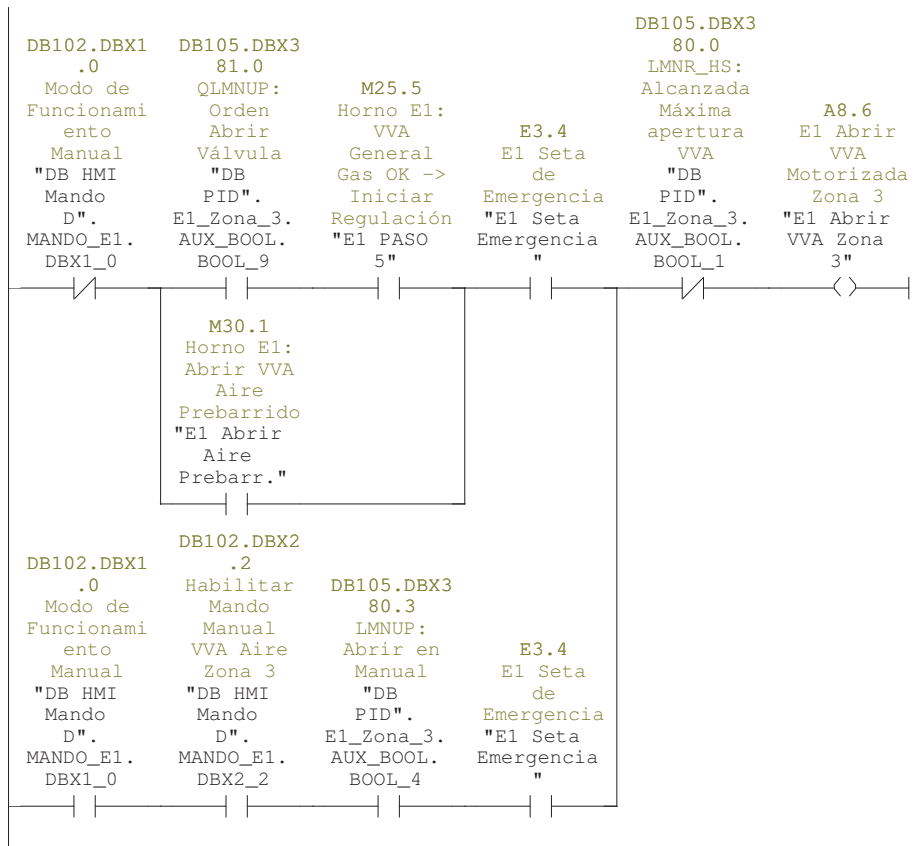 DB102.DBX1
.0
Modo de
Funcionami
ento
Manual
"DB HMI
Mando
D".
MANDO_E1.
DBX1_0
DB105.DBX3
81.0
QLMNUP:
Orden
Abrir
Válvula
"DB
PID".
E1_Zona_3.
AUX_BOOL.
BOOL_9
M25.5
Horno E1:
VVA
General
Gas OK ->
Iniciar
Regulación
"E1 PASO
5"
E3.4
E1 Seta
de
Emergencia
"E1 Seta
Emergencia
"
DB105.DBX3
80.0
LMNR_HS:
Alcanzada
Máxima
apertura
VVA
"DB
PID".
E1_Zona_3.
AUX_BOOL.
BOOL_1
A8.6
E1 Abrir
VVA
Motorizada
Zona 3
"E1 Abrir
VVA Zona
3"
M30.1
Horno E1:
Abrir VVA
Aire
Prebarrido
"E1 Abrir
Aire
Prebarr."
DB102.DBX1
.0
Modo de
Funcionami
ento
Manual
"DB HMI
Mando
D".
MANDO_E1.
DBX1_0
DB102.DBX2
.2
Habilitar
Mando
Manual
VVA Aire
Zona 3
"DB HMI
Mando
D".
MANDO_E1.
DBX2_2
DB105.DBX3
80.3
LMNUP:
Abrir en
Manual
"DB
PID".
E1_Zona_3.
AUX_BOOL.
BOOL_4
E3.4
E1 Seta
de
Emergencia
"E1 Seta
Emergencia
"